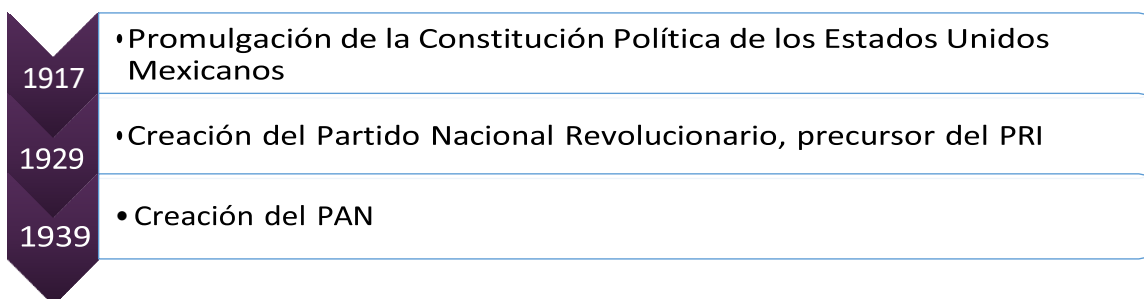 1917
•Promulgación de la Constitución Política de los Estados Unidos
Mexicanos
1929
•Creación del Partido Nacional Revolucionario, precursor del PRI
1939
• Creación del PAN